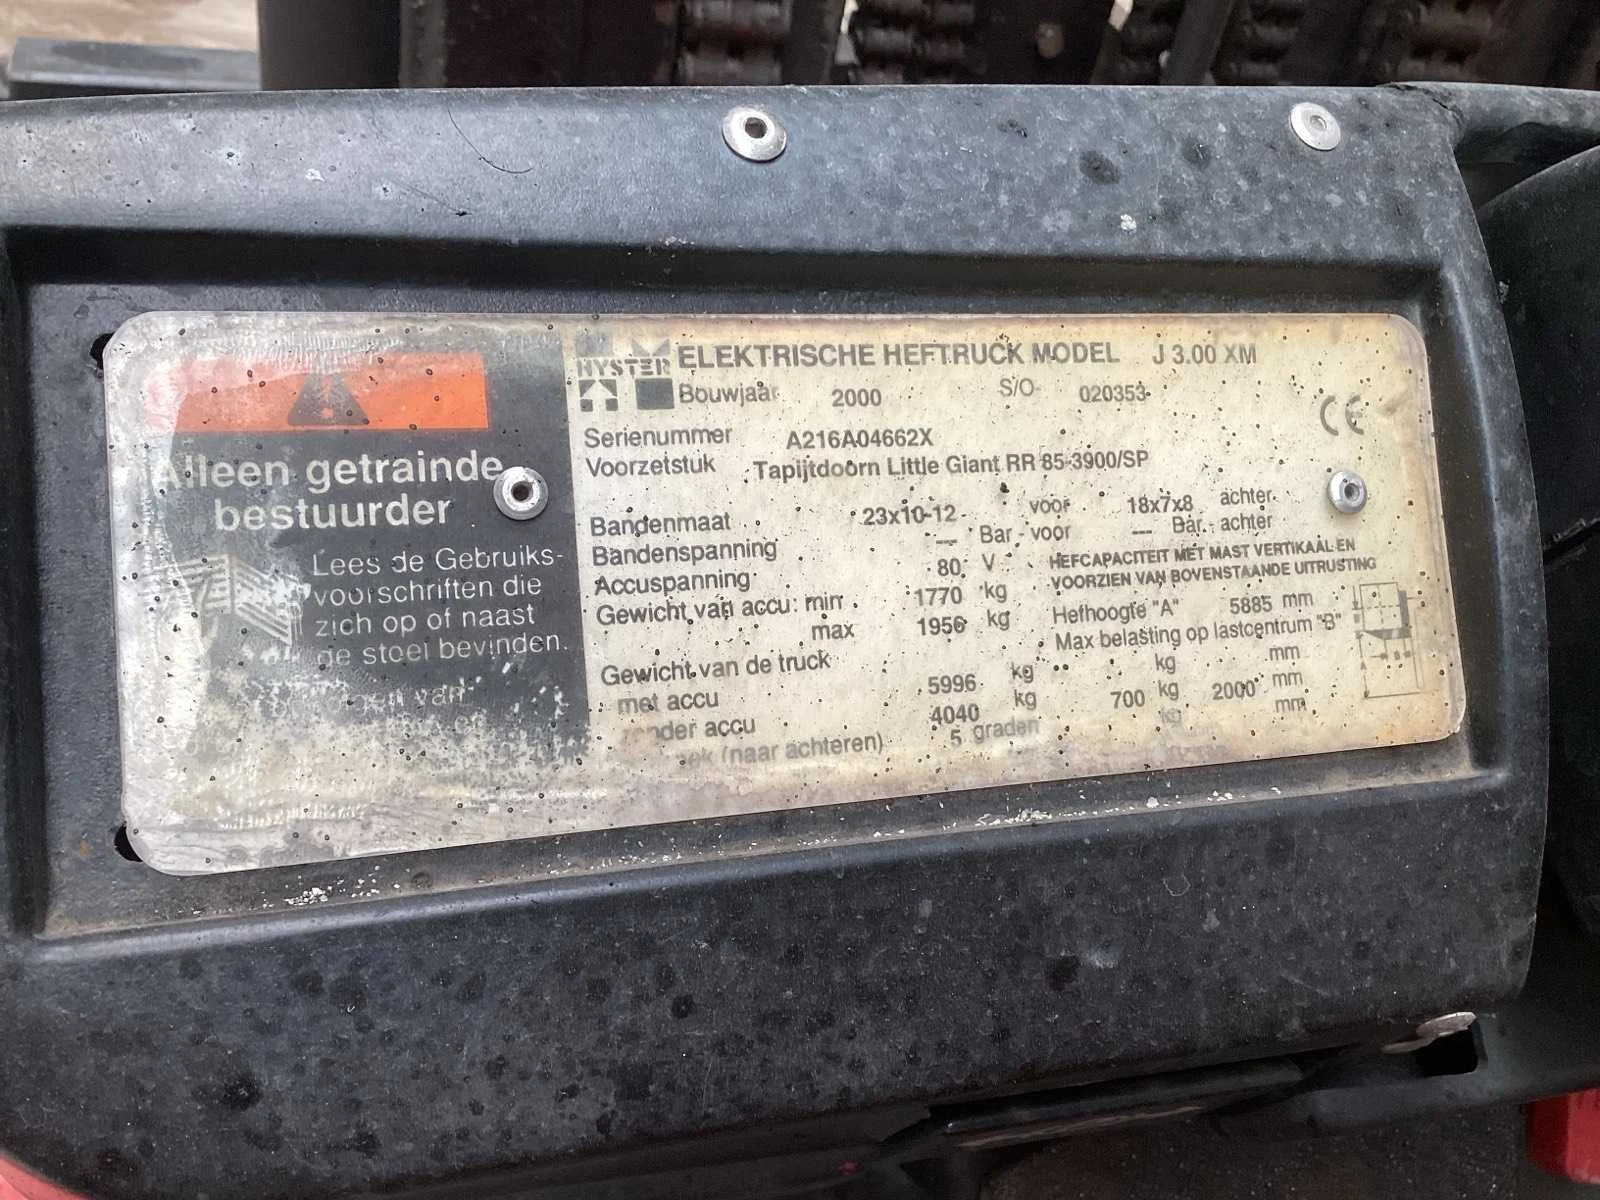 Alleen getrainde
bestuurder
Lees de Gebruiks-
voorschriften die
zich op of naast
de stoel bevinden.
van
HYSTER ELEKTRISCHE HEFTRUCK MODEL J 3.00 XM
Bouwjaar 2000 S/O 020353
CE
Serienummer A216A04662X
Voorzetstuk Tapijtdoorn Little Giant RR 85-3900/SP
Bandenmaat 23x10-12 voor 18x7x8 achter
Bandenspanning --- Bar - voor --- Bar - achter
Accuspanning 80 V
Gewicht van accu: min 1770 kg
max 1956 kg
Gewicht van de truck
met accu 5996 kg
zonder accu 4040 kg
(naar achteren) 5 graden
HEFCAPACITEIT MET MAST VERTIKAAL EN
VOORZIEN VAN BOVENSTAANDE UITRUSTING
Hefhoogte "A" 5885 mm
Max belasting op lastcentrum "B"
kg mm
700 kg 2000 mm
kg mm